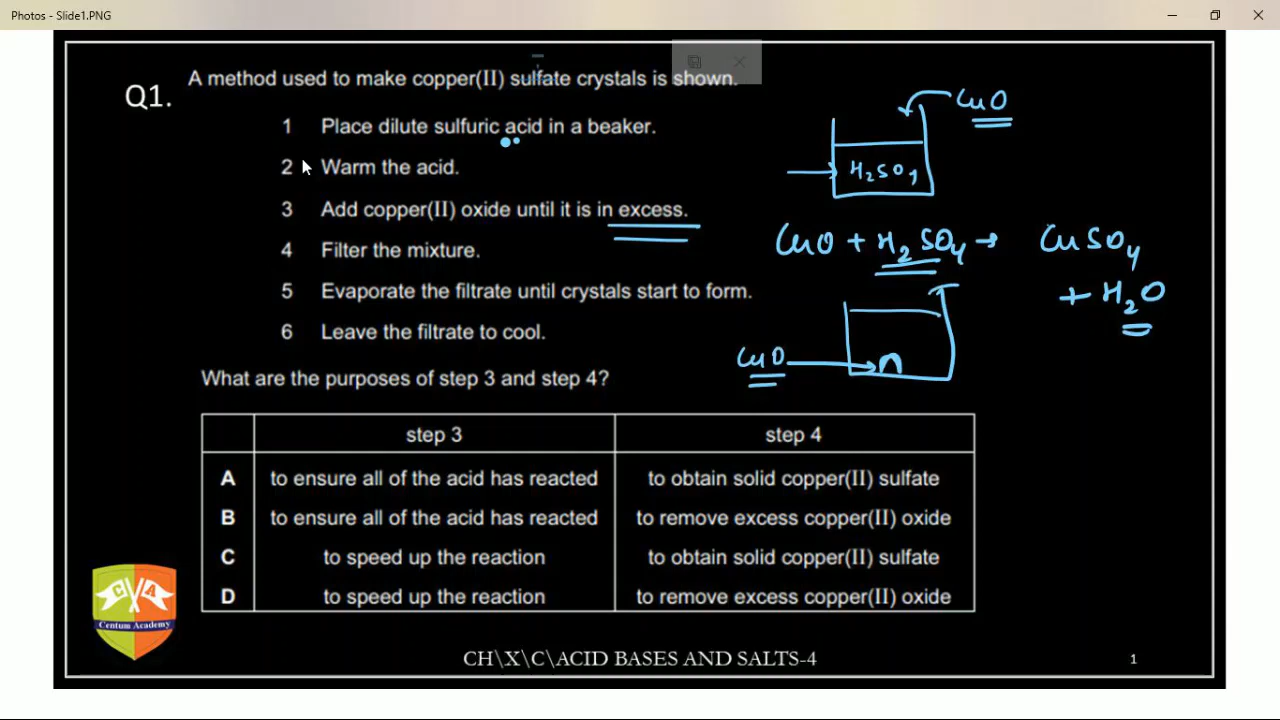 Photos - Slide1.PNG
Q1.
A method used to make copper(II) sulfate crystals is shown.
1 Place dilute sulfuric acid in a beaker.
2 Warm the acid.
3 Add copper(II) oxide until it is in excess.
4 Filter the mixture.
5 Evaporate the filtrate until crystals start to form.
6 Leave the filtrate to cool.
CuO
H2SO4
CuO + H2SO4 → CuSO4
+ H2O
CuO
What are the purposes of step 3 and step 4?
step 3 step 4
A to ensure all of the acid has reacted to obtain solid copper(II) sulfate
B to ensure all of the acid has reacted to remove excess copper(II) oxide
C to speed up the reaction to obtain solid copper(II) sulfate
D to speed up the reaction to remove excess copper(II) oxide
C A
Centum Academy
CH\X\C\ACID BASES AND SALTS-4
1